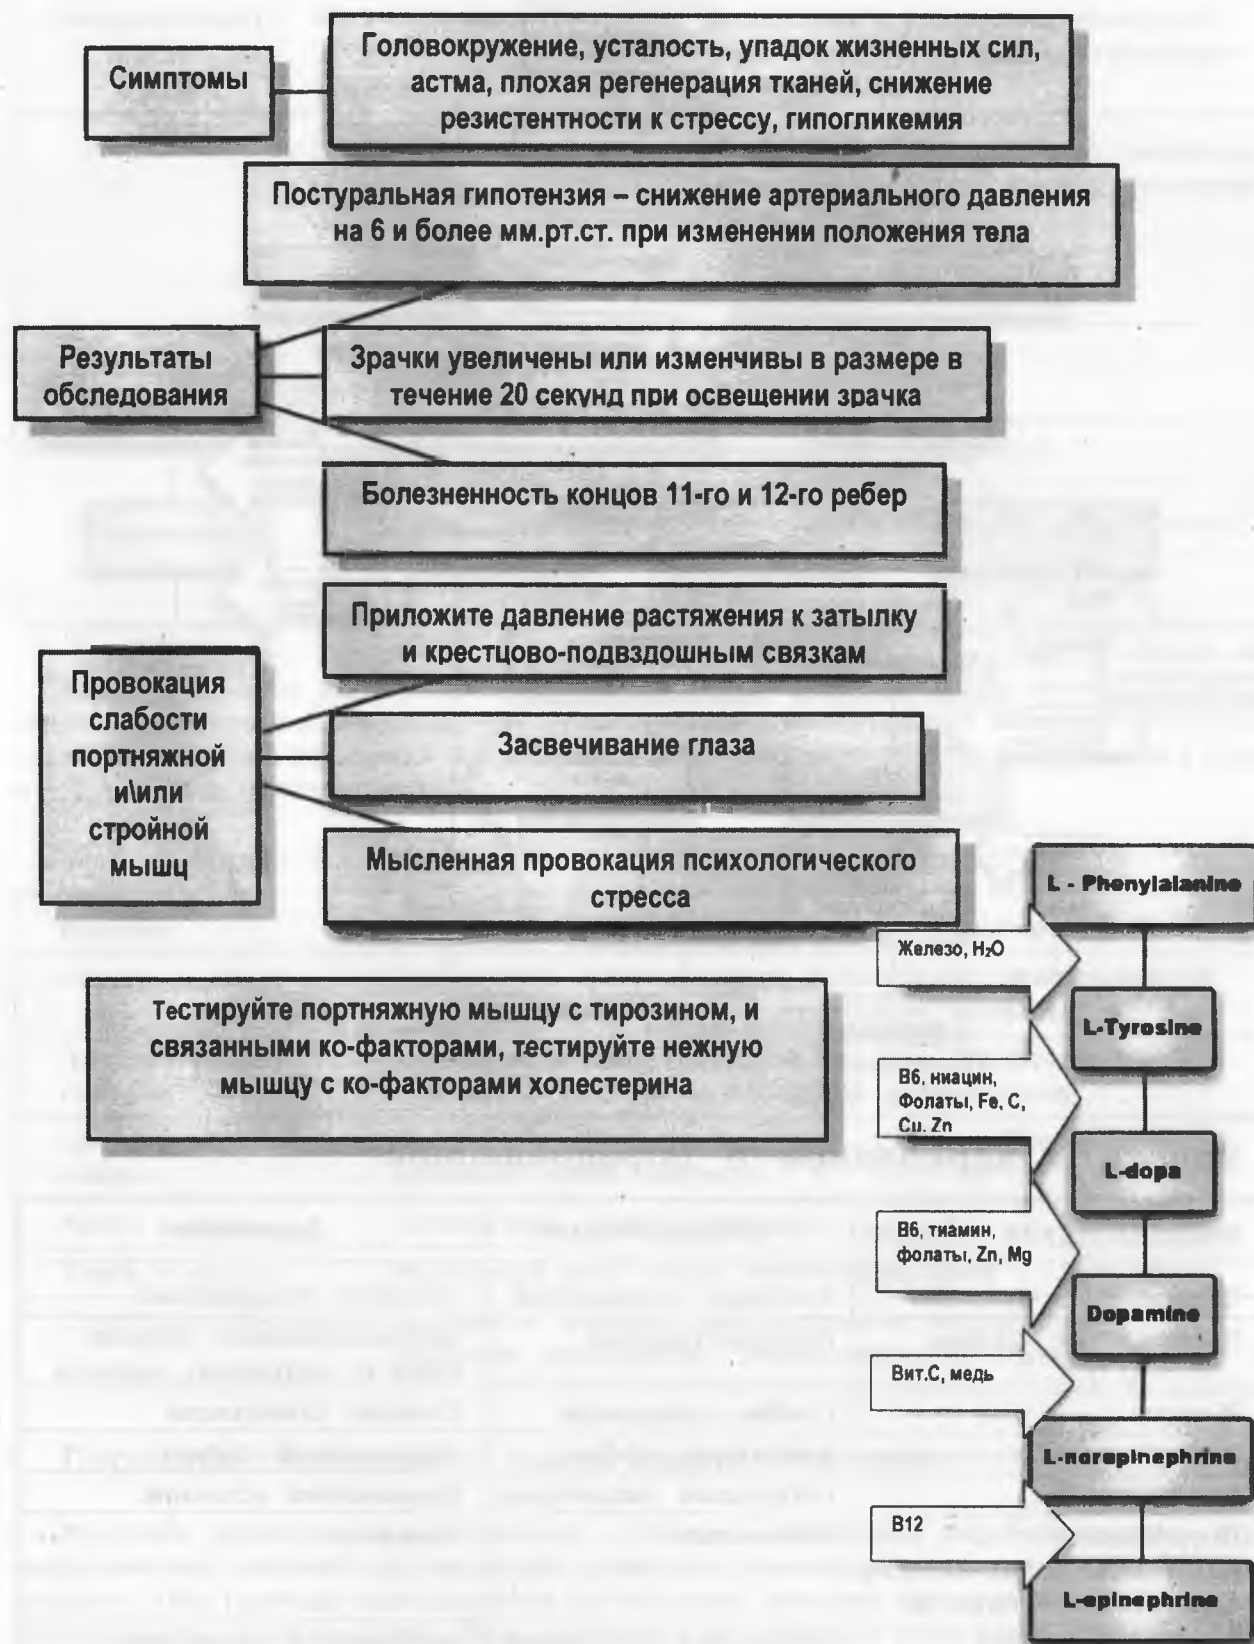 Симптомы
Головокружение, усталость, упадок жизненных сил,
астма, плохая регенерация тканей, снижение
резистентности к стрессу, гипогликемия
Постуральная гипотензия – снижение артериального давления
на 6 и более мм.рт.ст. при изменении положения тела
Результаты
обследования
Зрачки увеличены или изменчивы в размере в
течение 20 секунд при освещении зрачка
Болезненность концов 11-го и 12-го ребер
Провокация
слабости
портняжной
и\или
стройной
мышц
Приложите давление растяжения к затылку
и крестцово-подвздошным связкам
Засвечивание глаза
Мысленная провокация психологического
стресса
Тестируйте портняжную мышцу с тирозином, и
связанными ко-факторами, тестируйте нежную
мышцу с ко-факторами холестерина
L - Phenylalanine
Железо, H₂O
L-Tyrosine
В6, ниацин,
Фолаты, Fe, С,
Cu, Zn
L-dopa
В6, тиамин,
фолаты, Zn, Mg
Dopamine
Вит.С, медь
L-norepinephrine
В12
L-epinephrine